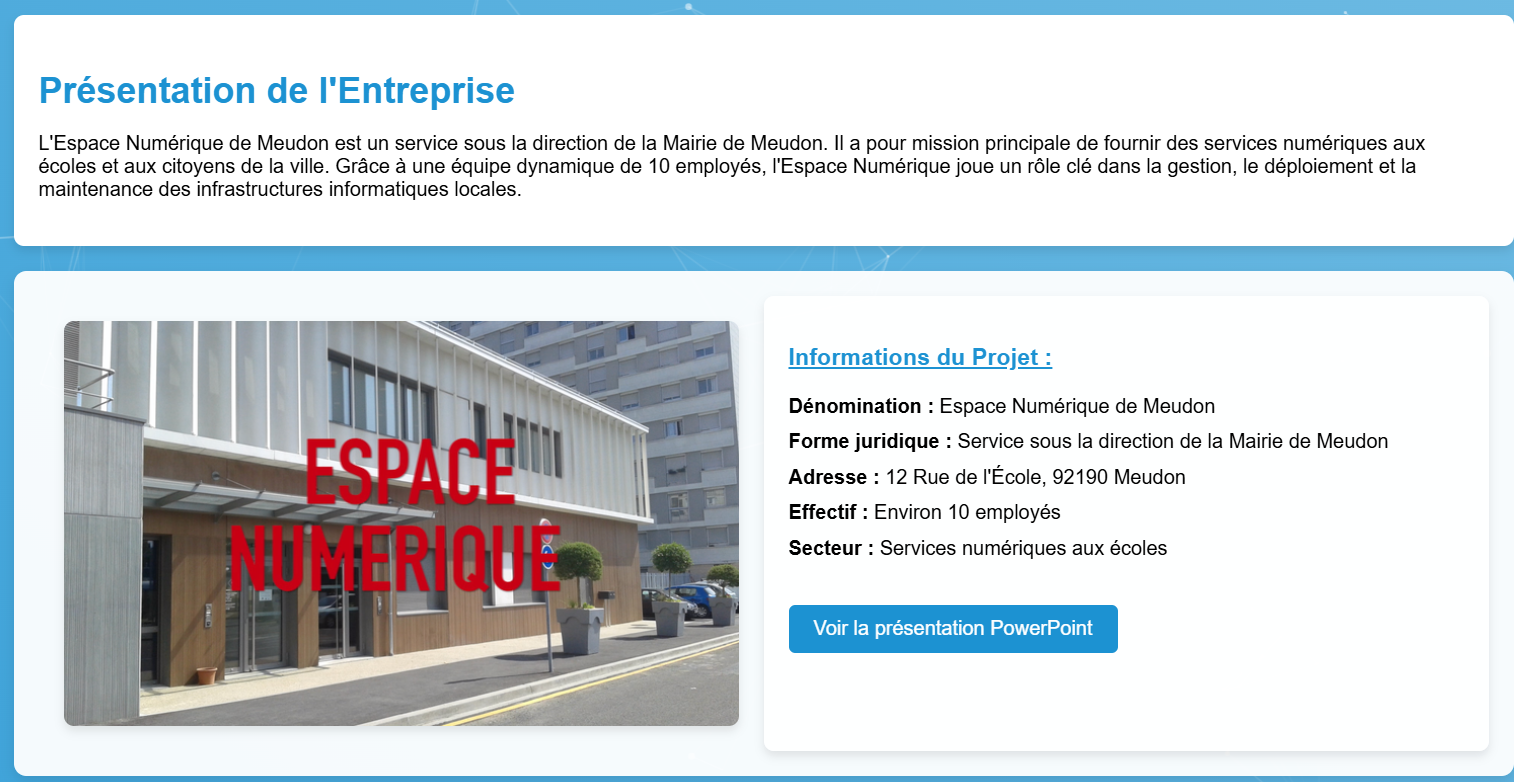 Présentation de l'Entreprise
L'Espace Numérique de Meudon est un service sous la direction de la Mairie de Meudon. Il a pour mission principale de fournir des services numériques aux
écoles et aux citoyens de la ville. Grâce à une équipe dynamique de 10 employés, l'Espace Numérique joue un rôle clé dans la gestion, le déploiement et la
maintenance des infrastructures informatiques locales.
ESPACE
NUMERIQUE
Informations du Projet :
Dénomination : Espace Numérique de Meudon
Forme juridique : Service sous la direction de la Mairie de Meudon
Adresse : 12 Rue de l'École, 92190 Meudon
Effectif : Environ 10 employés
Secteur : Services numériques aux écoles
Voir la présentation PowerPoint